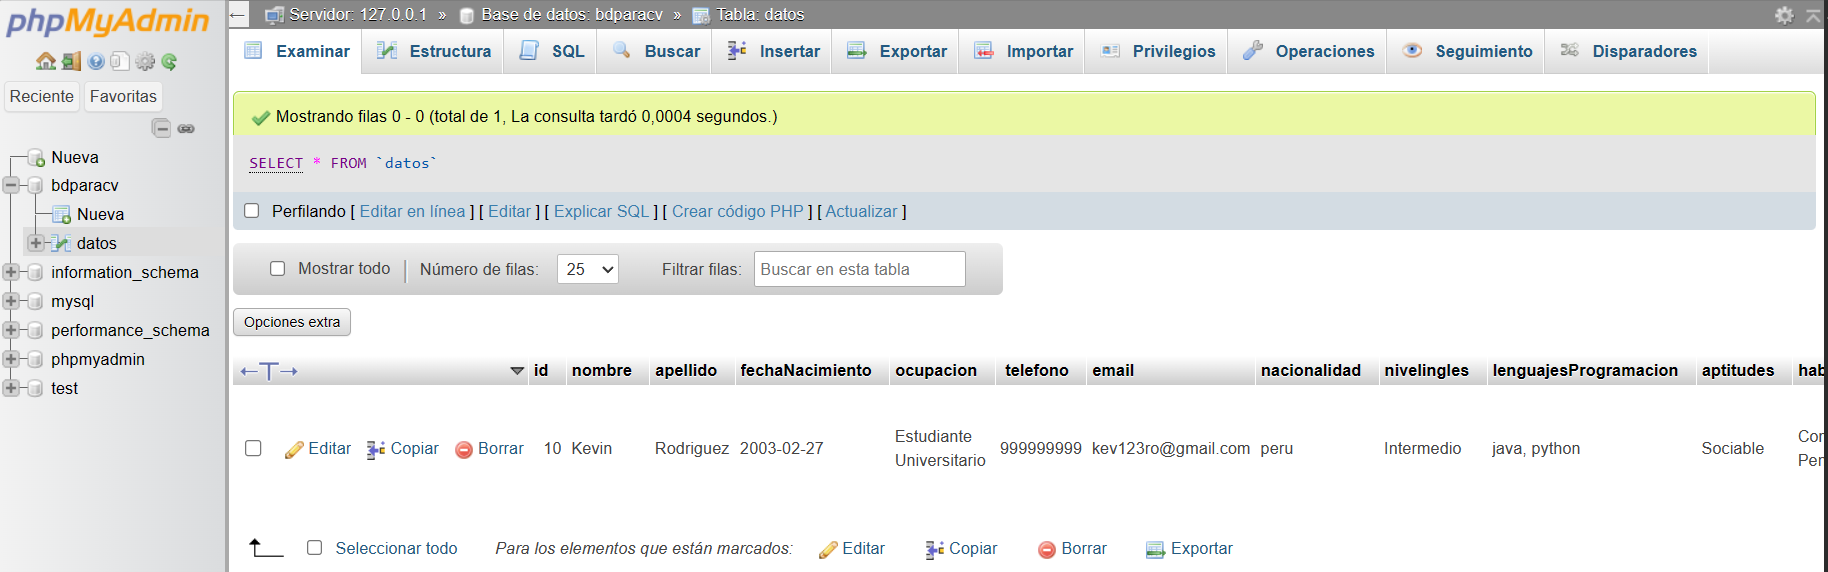 phpMyAdmin
Reciente Favoritas
Nueva
bdparacv
Nueva
datos
information_schema
mysql
performance_schema
phpmyadmin
test
Servidor: 127.0.0.1 » Base de datos: bdparacv » Tabla: datos
Examinar Estructura SQL Buscar Insertar Exportar Importar Privilegios Operaciones Seguimiento Disparadores
Mostrando filas 0 - 0 (total de 1, La consulta tardó 0,0004 segundos.)
SELECT * FROM `datos`
Perfilando [ Editar en línea ] [ Editar ] [ Explicar SQL ] [ Crear código PHP ] [ Actualizar ]
Mostrar todo | Número de filas: 25 Filtrar filas: Buscar en esta tabla
Opciones extra
id nombre apellido fechaNacimiento ocupacion telefono email nacionalidad nivelingles lenguajesProgramacion aptitudes hab
Editar Copiar Borrar 10 Kevin Rodriguez 2003-02-27 Estudiante Universitario 999999999 kev123ro@gmail.com peru Intermedio java, python Sociable Cor Per
Seleccionar todo Para los elementos que están marcados: Editar Copiar Borrar Exportar